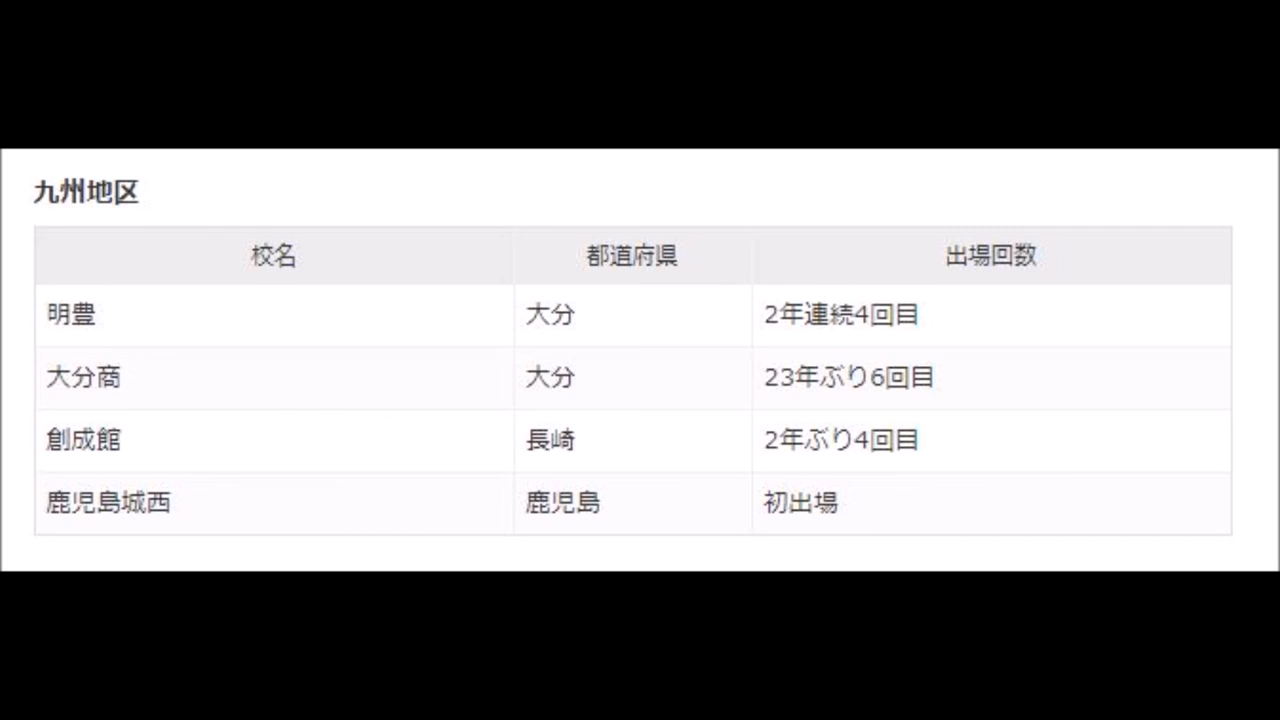 九州地区
校名 都道府県 出場回数
明豊 大分 2年連続4回目
大分商 大分 23年ぶり6回目
創成館 長崎 2年ぶり4回目
鹿児島城西 鹿児島 初出場